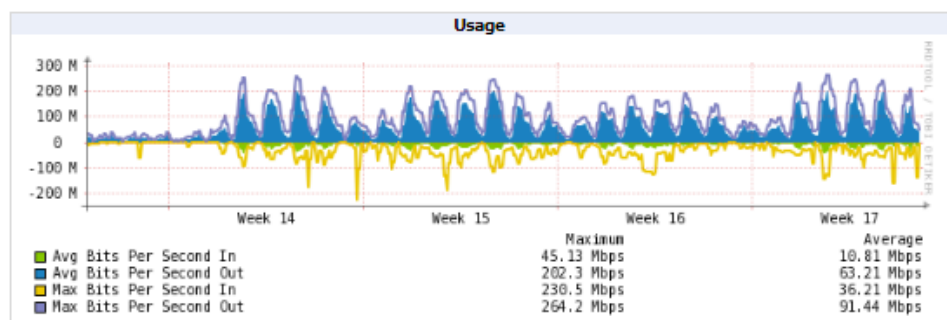 Usage
RRDTOOL / TOBI OETIKER
300 M
200 M
100 M
0
-100 M
-200 M
Week 14 Week 15 Week 16 Week 17
Maximum Average
Avg Bits Per Second In 45.13 Mbps 10.81 Mbps
Avg Bits Per Second Out 202.3 Mbps 63.21 Mbps
Max Bits Per Second In 230.5 Mbps 36.21 Mbps
Max Bits Per Second Out 264.2 Mbps 91.44 Mbps